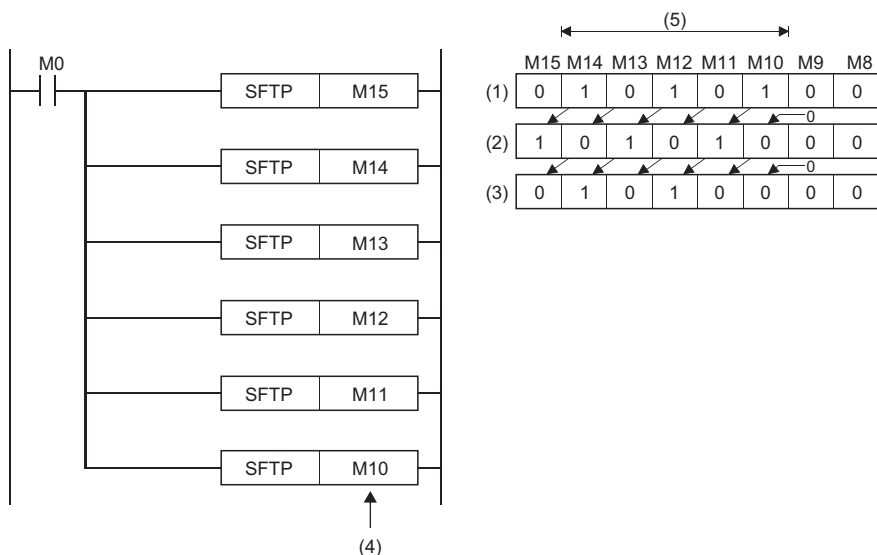 M0
SFTP M15
SFTP M14
SFTP M13
SFTP M12
SFTP M11
SFTP M10
(4)
(5)
M15 M14 M13 M12 M11 M10 M9 M8
(1) 0 1 0 1 0 1 0 0
0
(2) 1 0 1 0 1 0 0 0
0
(3) 0 1 0 1 0 0 0 0